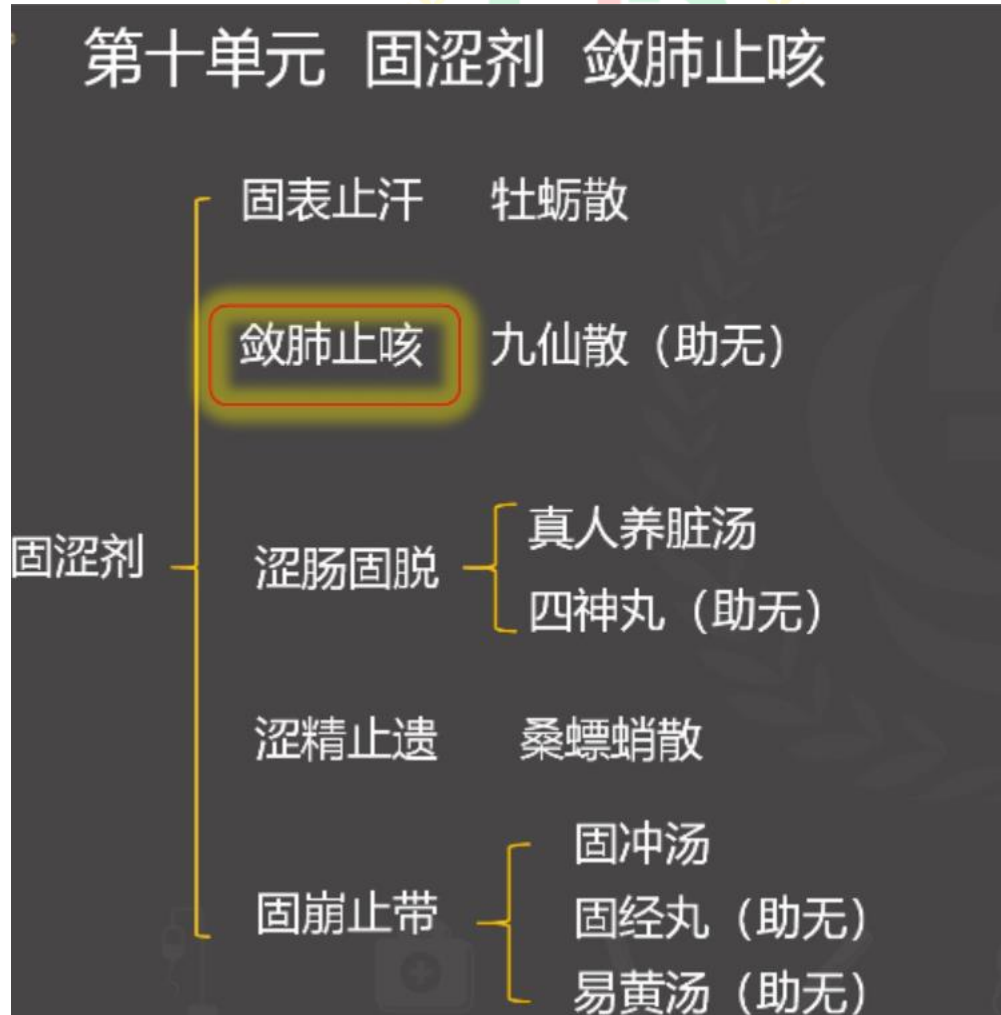 第十单元 固涩剂 敛肺止咳
固表止汗 牡蛎散
敛肺止咳 九仙散（助无）
固涩剂
涩肠固脱
真人养脏汤
四神丸（助无）
涩精止遗 桑螵蛸散
固崩止带
固冲汤
固经丸（助无）
易黄汤（助无）